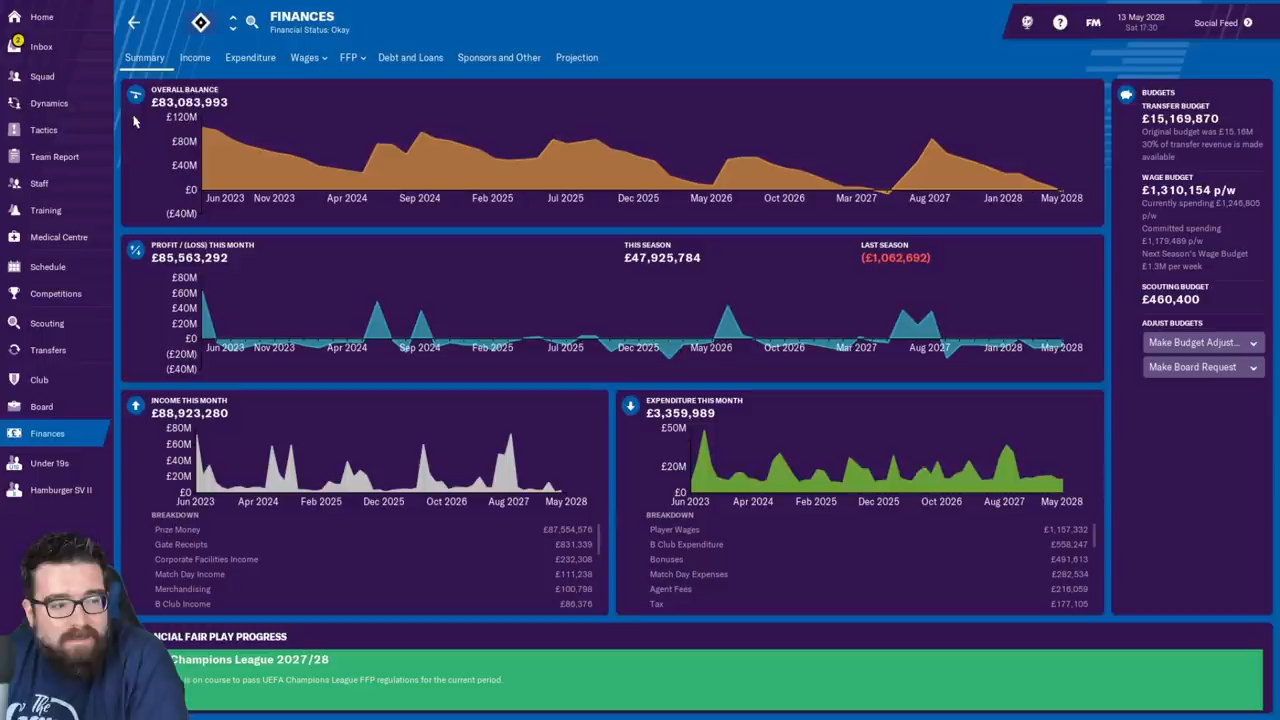 Home
2
Inbox
Squad
Dynamics
Tactics
Team Report
Staff
Training
Medical Centre
Schedule
Competitions
Scouting
Transfers
Club
Board
Finances
Under 19s
Hamburger SV II
FINANCES
Financial Status: Okay
FM
13 May 2028
Sat 17:30
Social Feed
Summary
Income
Expenditure
Wages
FFP
Debt and Loans
Sponsors and Other
Projection
OVERALL BALANCE
£83,083,993
£120M
£80M
£40M
£0
(£40M)
Jun 2023 Nov 2023 Apr 2024 Sep 2024 Feb 2025 Jul 2025 Dec 2025 May 2026 Oct 2026 Mar 2027 Aug 2027 Jan 2028 May 2028
PROFIT / (LOSS) THIS MONTH
£85,563,292
THIS SEASON
£47,925,784
LAST SEASON
(£1,062,692)
£80M
£60M
£40M
£20M
£0
(£20M)
(£40M)
Jun 2023 Nov 2023 Apr 2024 Sep 2024 Feb 2025 Jul 2025 Dec 2025 May 2026 Oct 2026 Mar 2027 Aug 2027 Jan 2028 May 2028
INCOME THIS MONTH
£88,923,280
£80M
£60M
£40M
£20M
£0
Jun 2023 Apr 2024 Feb 2025 Dec 2025 Oct 2026 Aug 2027 May 2028
BREAKDOWN
Prize Money £87,554,576
Gate Receipts £831,339
Corporate Facilities Income £232,308
Match Day Income £111,238
Merchandising £100,798
B Club Income £86,376
EXPENDITURE THIS MONTH
£3,359,989
£50M
£20M
£0
Jun 2023 Apr 2024 Feb 2025 Dec 2025 Oct 2026 Aug 2027 May 2028
BREAKDOWN
Player Wages £1,157,332
B Club Expenditure £558,247
Bonuses £491,613
Match Day Expenses £282,534
Agent Fees £216,059
Tax £177,105
BUDGETS
TRANSFER BUDGET
£15,169,870
Original budget was £15.16M
30% of transfer revenue is made
available
WAGE BUDGET
£1,310,154 p/w
Currently spending £1,246,805
p/w
Committed spending
£1,179,489 p/w
Next Season's Wage Budget
£1.3M per week
SCOUTING BUDGET
£460,400
ADJUST BUDGETS
Make Budget Adjust...
Make Board Request
NCIAL FAIR PLAY PROGRESS
Champions League 2027/28
is on course to pass UEFA Champions League FFP regulations for the current period.
The